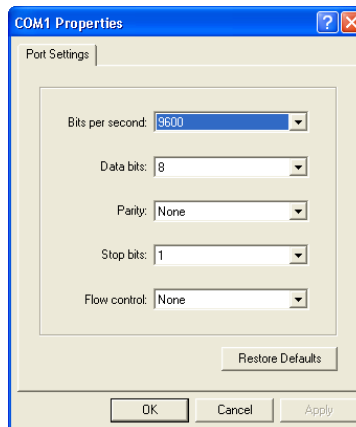 COM1 Properties
Port Settings
Bits per second: 9600
Data bits: 8
Parity: None
Stop bits: 1
Flow control: None
Restore Defaults
OK Cancel Apply